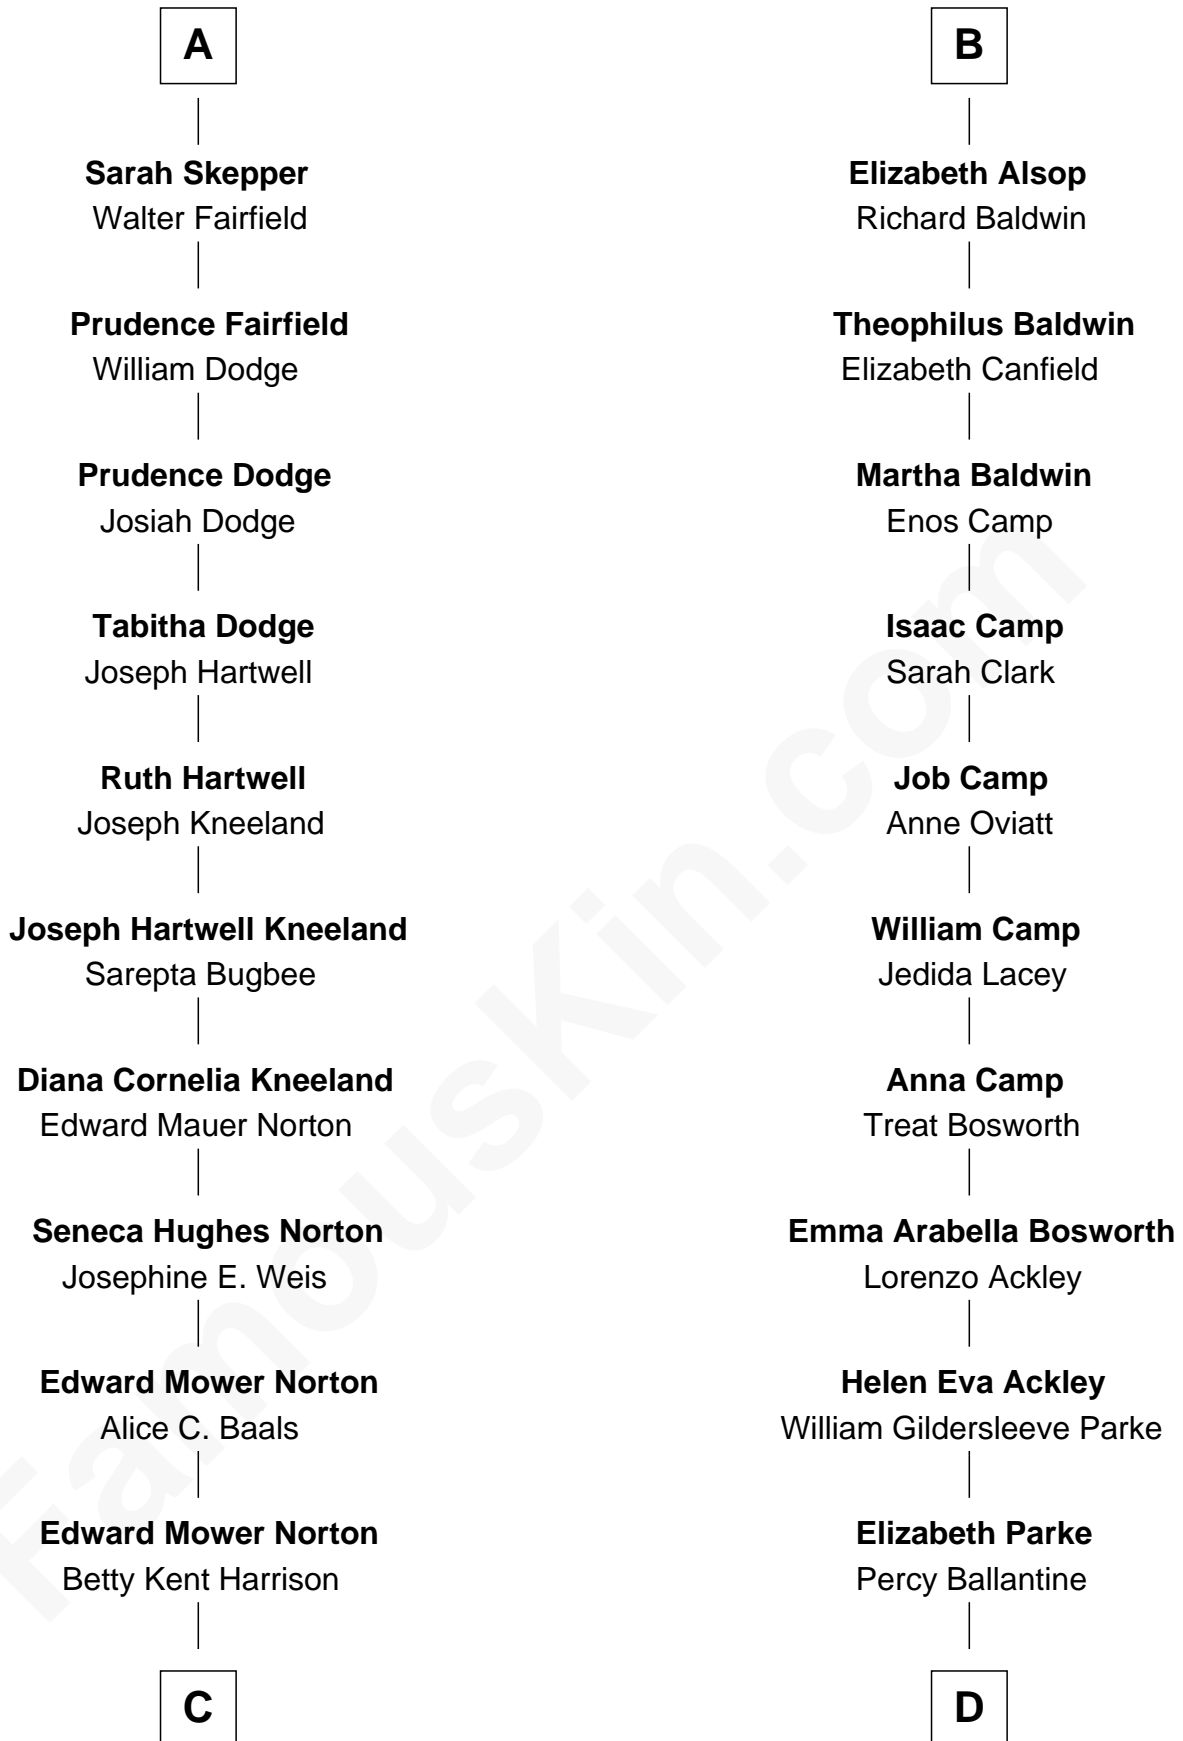 A
Sarah Skepper
Walter Fairfield
Prudence Fairfield
William Dodge
Prudence Dodge
Josiah Dodge
Tabitha Dodge
Joseph Hartwell
Ruth Hartwell
Joseph Kneeland
Joseph Hartwell Kneeland
Sarepta Bugbee
Diana Cornelia Kneeland
Edward Mauer Norton
Seneca Hughes Norton
Josephine E. Weis
Edward Mower Norton
Alice C. Baals
Edward Mower Norton
Betty Kent Harrison
C
B
Elizabeth Alsop
Richard Baldwin
Theophilus Baldwin
Elizabeth Canfield
Martha Baldwin
Enos Camp
Isaac Camp
Sarah Clark
Job Camp
Anne Oviatt
William Camp
Jedida Lacey
Anna Camp
Treat Bosworth
Emma Arabella Bosworth
Lorenzo Ackley
Helen Eva Ackley
William Gildersleeve Parke
Elizabeth Parke
Percy Ballantine
D
FamousKin.com